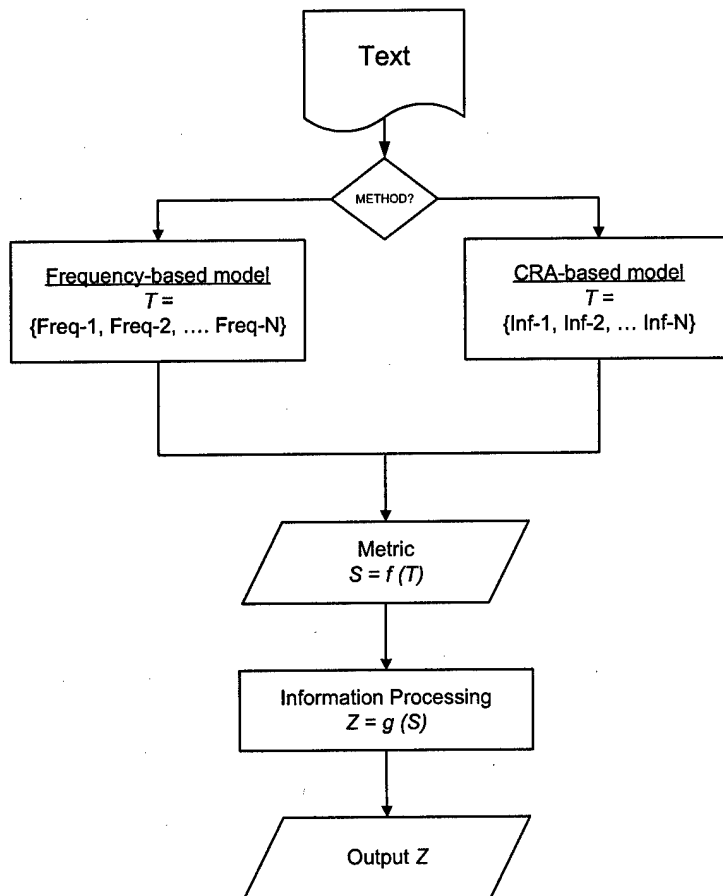 Text
METHOD?
Frequency-based model
T =
{Freq-1, Freq-2, .... Freq-N}
CRA-based model
T =
{Inf-1, Inf-2, ... Inf-N}
Metric
S = f (T)
Information Processing
Z = g (S)
Output Z